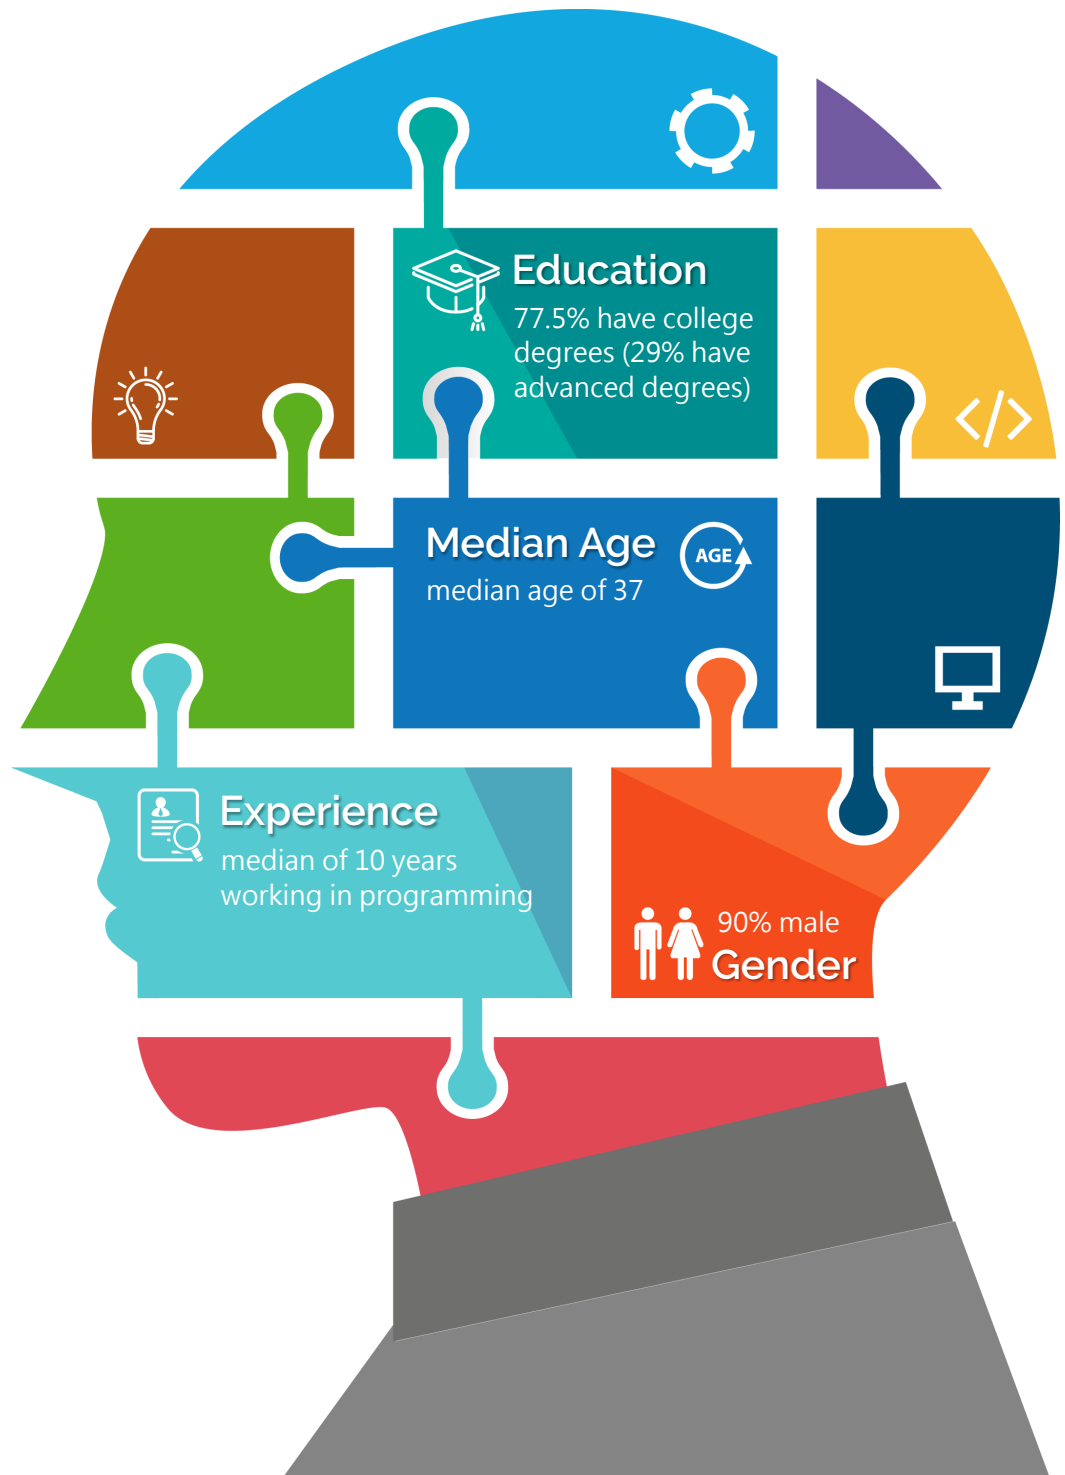 Education
77.5% have college
degrees (29% have
advanced degrees)
Median Age
AGE
median age of 37
Experience
median of 10 years
working in programming
90% male
Gender